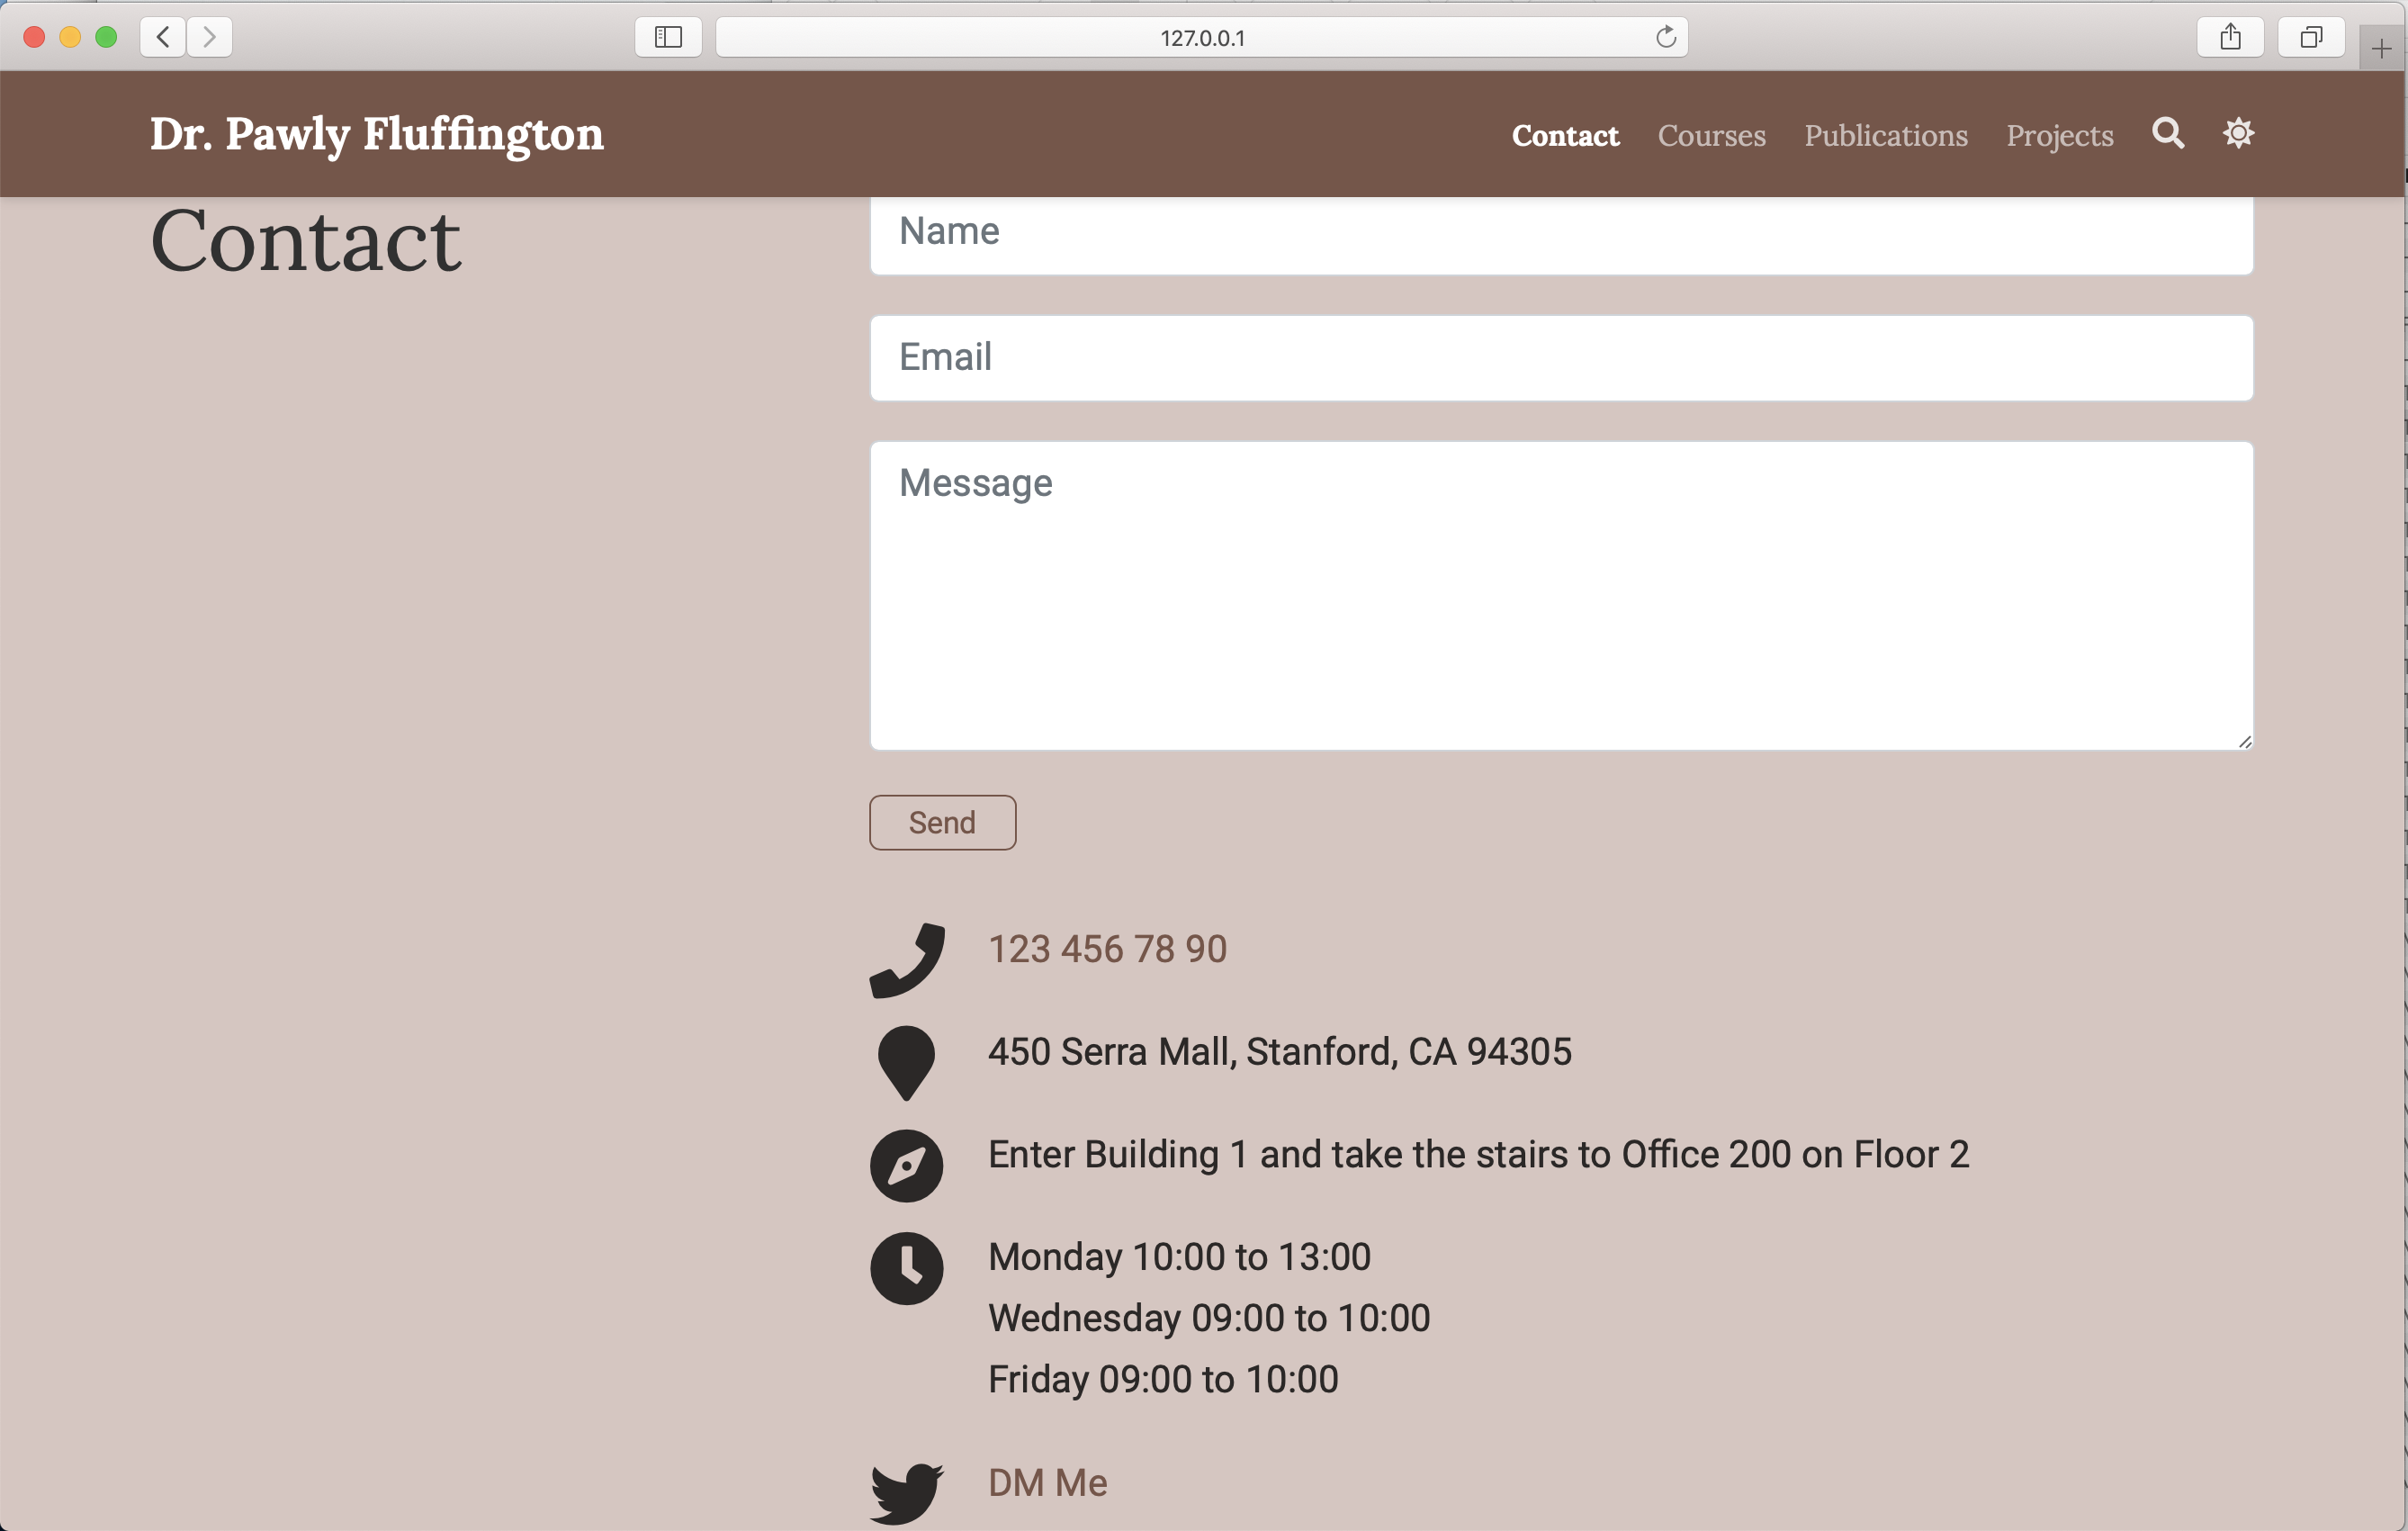 127.0.0.1
Dr. Pawly Fluffington
Contact Courses Publications Projects
Contact
Name
Email
Message
Send
123 456 78 90
450 Serra Mall, Stanford, CA 94305
Enter Building 1 and take the stairs to Office 200 on Floor 2
Monday 10:00 to 13:00
Wednesday 09:00 to 10:00
Friday 09:00 to 10:00
DM Me